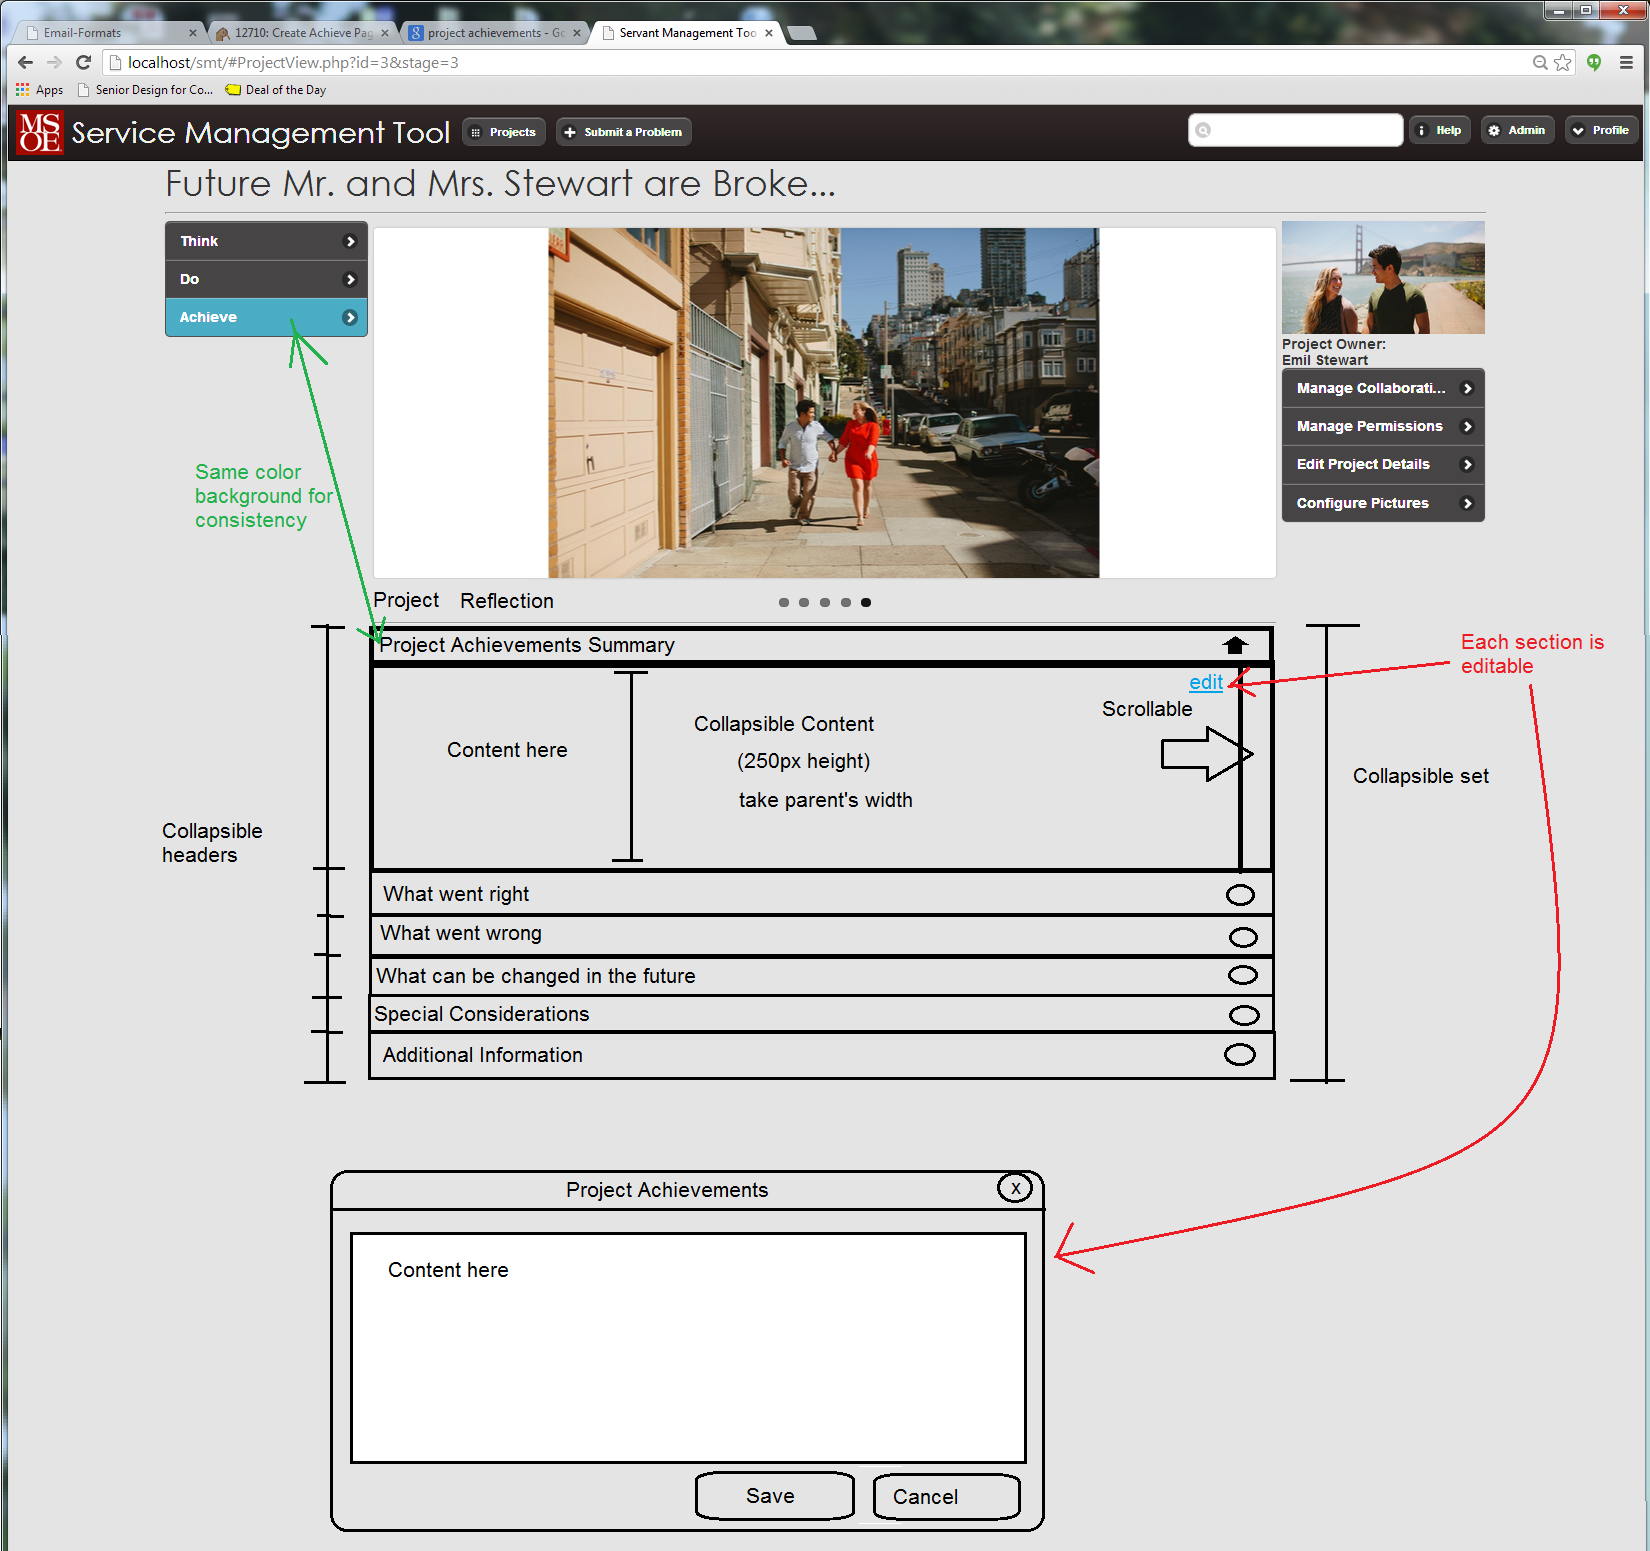 Email-Formats
12710: Create Achieve Pag
project achievements - Go
Servant Management Too
localhost/smt/#ProjectView.php?id=3&stage=3
Apps
Senior Design for Co...
Deal of the Day
MS
OE
Service Management Tool
Projects
Submit a Problem
Help
Admin
Profile
Future Mr. and Mrs. Stewart are Broke...
Think
Do
Achieve
Project Owner:
Emil Stewart
Manage Collaborati...
Manage Permissions
Edit Project Details
Configure Pictures
Same color
background for
consistency
Project
Reflection
Project Achievements Summary
Each section is
editable
edit
Scrollable
Content here
Collapsible Content
(250px height)
take parent's width
Collapsible set
Collapsible
headers
What went right
What went wrong
What can be changed in the future
Special Considerations
Additional Information
Project Achievements
X
Content here
Save
Cancel